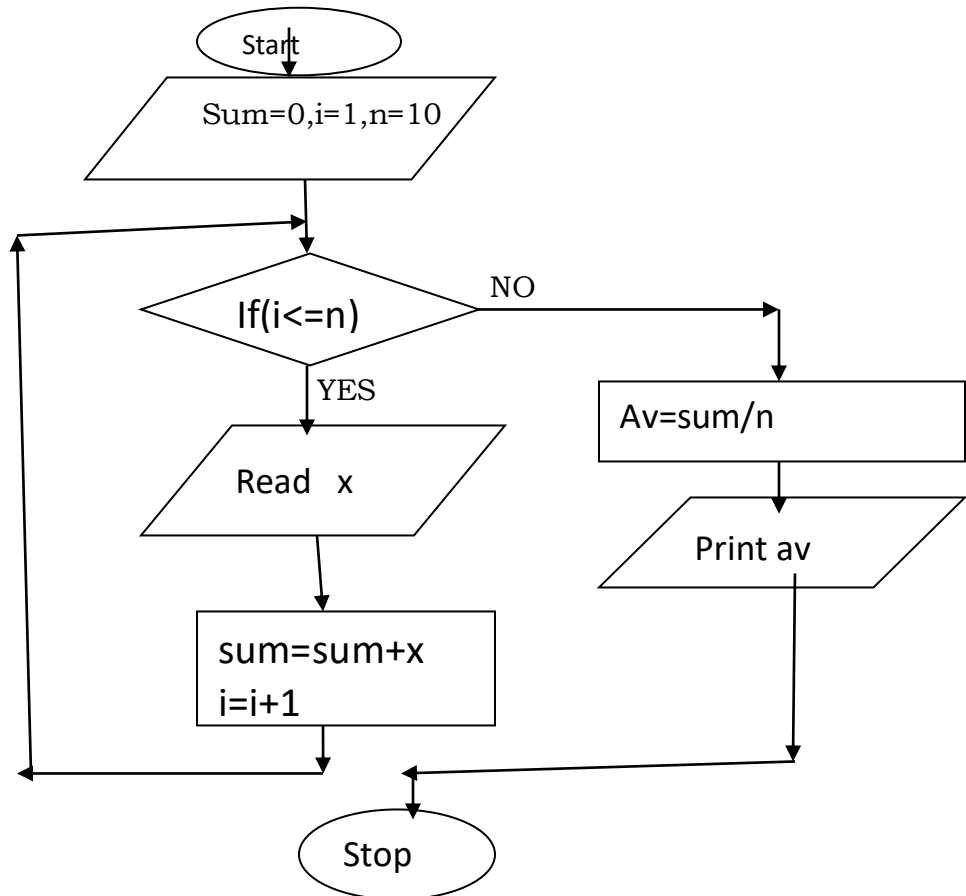 Start
Sum=0,i=1,n=10
If(i<=n)
NO
YES
Read x
sum=sum+x
i=i+1
Av=sum/n
Print av
Stop